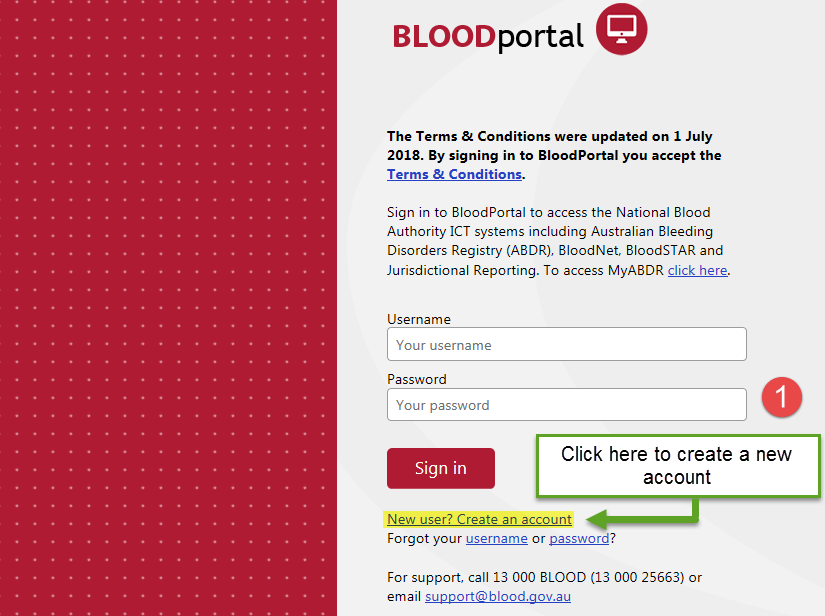 BLOODportal
The Terms & Conditions were updated on 1 July
2018. By signing in to BloodPortal you accept the
Terms & Conditions.
Sign in to BloodPortal to access the National Blood
Authority ICT systems including Australian Bleeding
Disorders Registry (ABDR), BloodNet, BloodSTAR and
Jurisdictional Reporting. To access MyABDR click here.
Username
Your username
Password
Your password
1
Sign in
Click here to create a new
account
New user? Create an account
Forgot your username or password?
For support, call 13 000 BLOOD (13 000 25663) or
email support@blood.gov.au